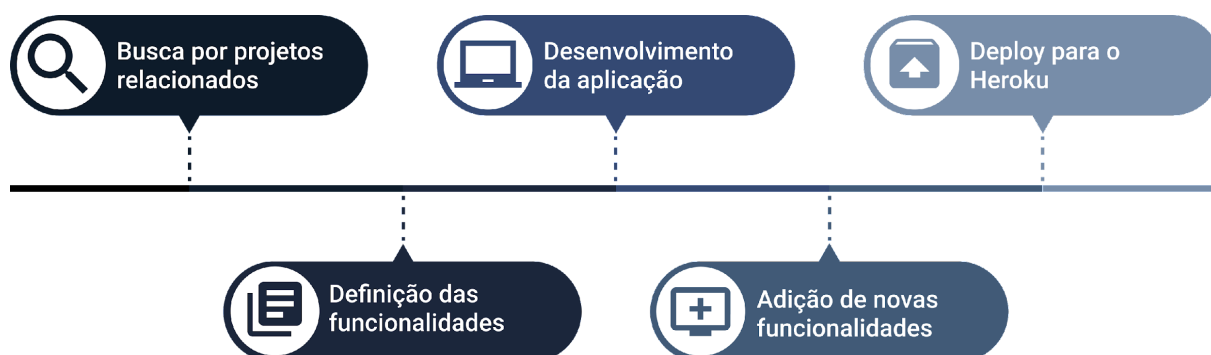 Busca por projetos
relacionados
Definição das
funcionalidades
Desenvolvimento
da aplicação
Adição de novas
funcionalidades
Deploy para o
Heroku